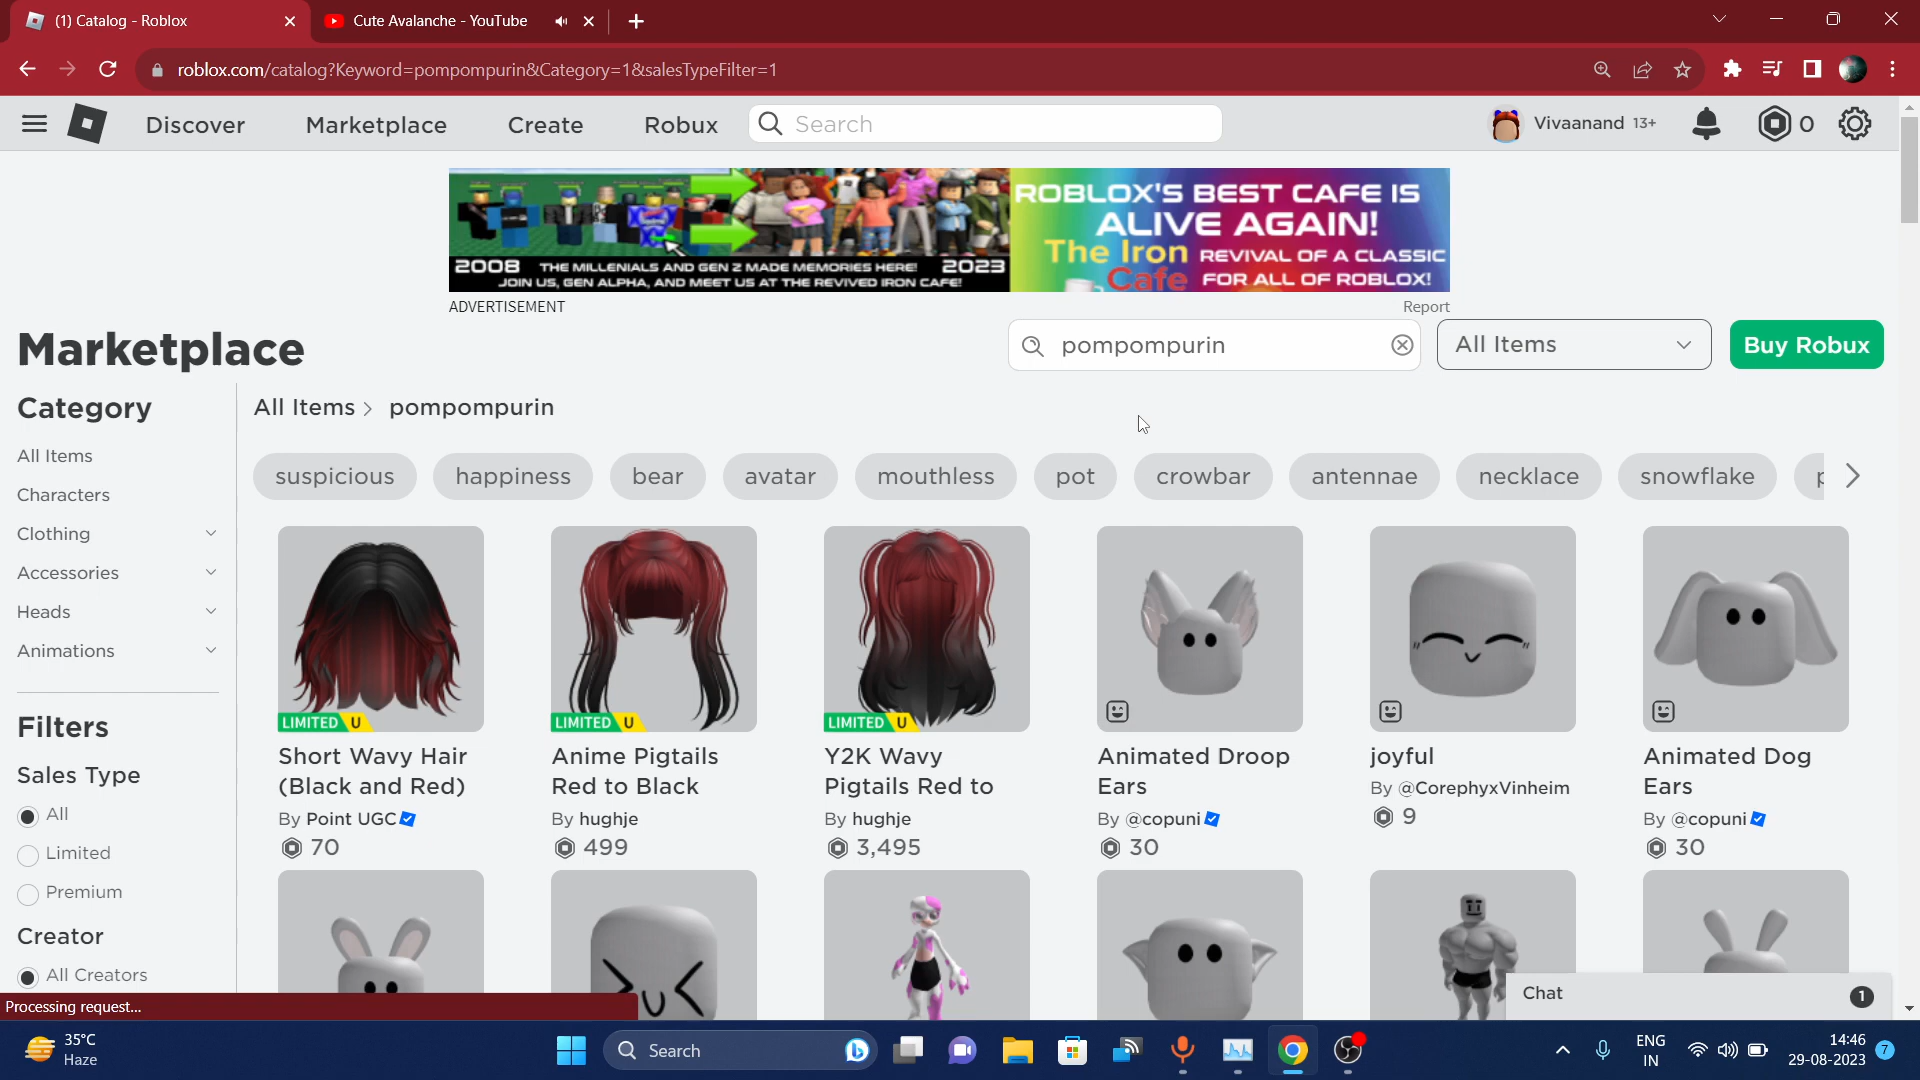 (1) Catalog - Roblox
Cute Avalanche - YouTube
roblox.com/catalog?Keyword=pompompurin&Category=1&salesTypeFilter=1
Discover
Marketplace
Create
Robux
Search
Vivaanand 13+
0
2008 THE MILLENIALS AND GEN Z MADE MEMORIES HERE! 2023
JOIN US, GEN ALPHA, AND MEET US AT THE REVIVED IRON CAFE!
ROBLOX'S BEST CAFE IS
ALIVE AGAIN!
The Iron Cafe
REVIVAL OF A CLASSIC
FOR ALL OF ROBLOX!
ADVERTISEMENT
Report
Marketplace
pompompurin
All Items
Buy Robux
Category
All Items
Characters
Clothing
Accessories
Heads
Animations
Filters
Sales Type
All
Limited
Premium
Creator
All Creators
All Items > pompompurin
suspicious
happiness
bear
avatar
mouthless
pot
crowbar
antennae
necklace
snowflake
LIMITED U
Short Wavy Hair
(Black and Red)
By Point UGC
70
LIMITED U
Anime Pigtails
Red to Black
By hughje
499
LIMITED U
Y2K Wavy
Pigtails Red to
By hughje
3,495
Animated Droop
Ears
By @copuni
30
joyful
By @CorephyxVinheim
9
Animated Dog
Ears
By @copuni
30
Chat
1
Processing request...
35°C
Haze
Search
ENG
IN
14:46
29-08-2023
7